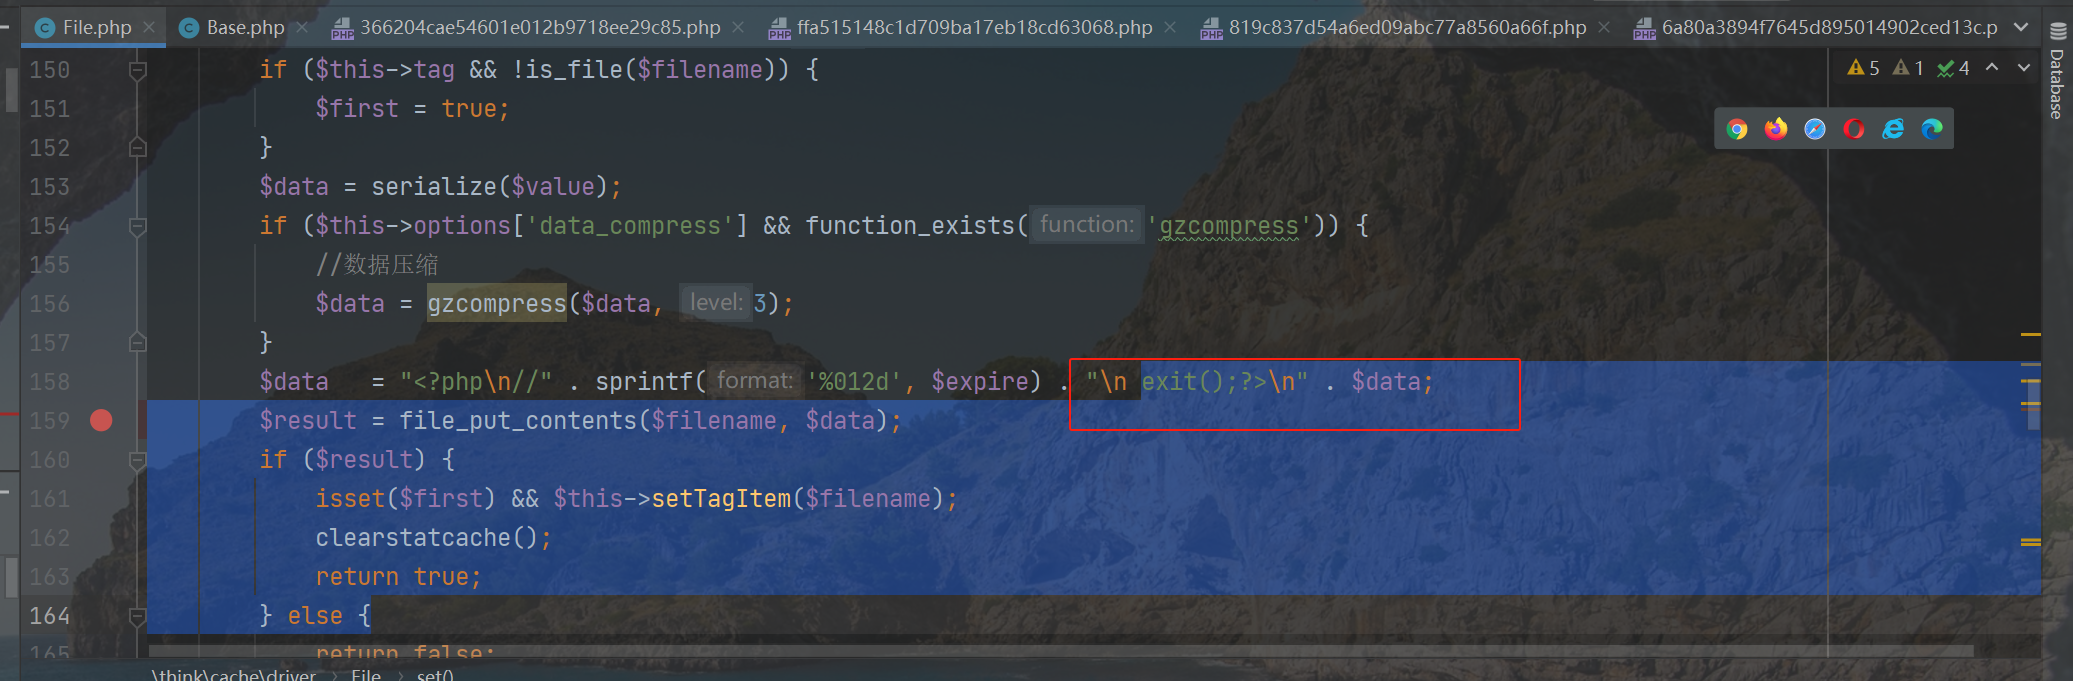 File.php Base.php 366204cae54601e012b9718ee29c85.php ffa515148c1d709ba17eb18cd63068.php 819c837d54a6ed09abc77a8560a66f.php 6a80a3894f7645d895014902ced13c.p
5 1 4
Database
150 if ($this->tag && !is_file($filename)) {
151 $first = true;
152 }
153 $data = serialize($value);
154 if ($this->options['data_compress'] && function_exists( function: 'gzcompress')) {
155 //数据压缩
156 $data = gzcompress($data, level: 3);
157 }
158 $data = "<?php\n//" . sprintf( format: '%012d', $expire) . "\n exit();?>\n" . $data;
159 $result = file_put_contents($filename, $data);
160 if ($result) {
161 isset($first) && $this->setTagItem($filename);
162 clearstatcache();
163 return true;
164 } else {
165 return false;
\think\cache\driver › File › set()